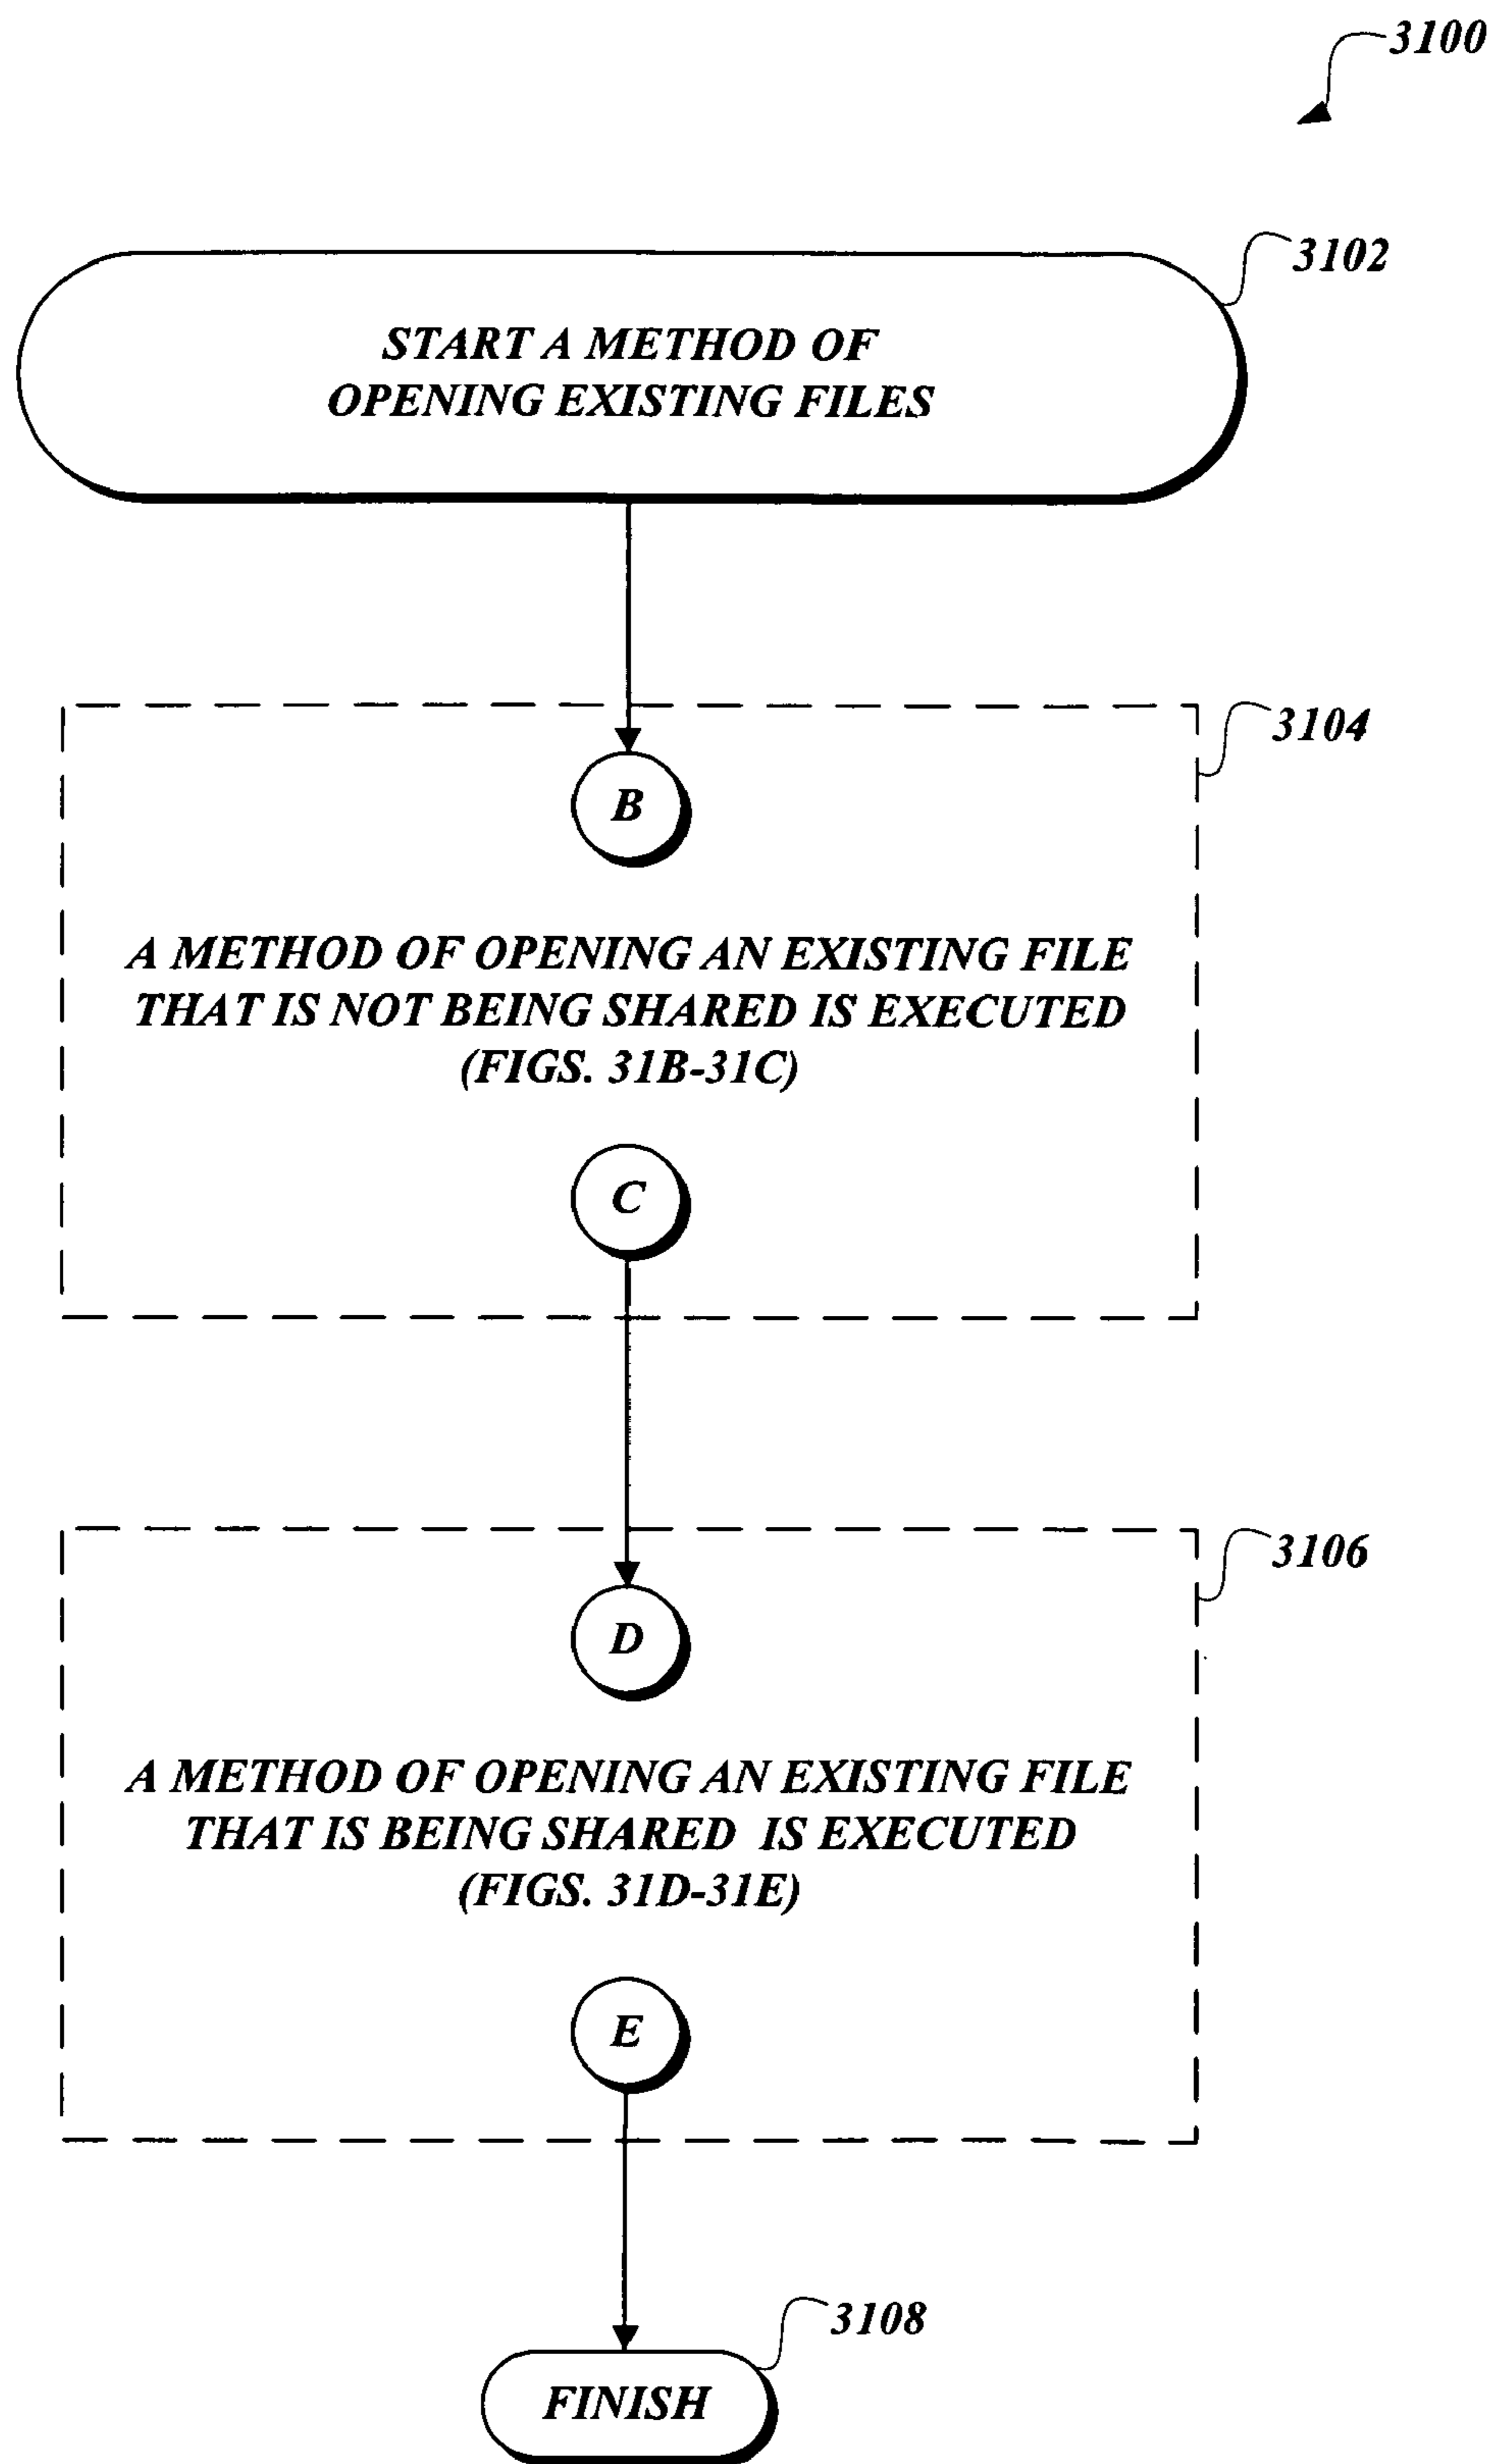 3100
3102
START A METHOD OF
OPENING EXISTING FILES
3104
B
A METHOD OF OPENING AN EXISTING FILE
THAT IS NOT BEING SHARED IS EXECUTED
(FIGS. 31B-31C)
C
3106
D
A METHOD OF OPENING AN EXISTING FILE
THAT IS BEING SHARED IS EXECUTED
(FIGS. 31D-31E)
E
3108
FINISH